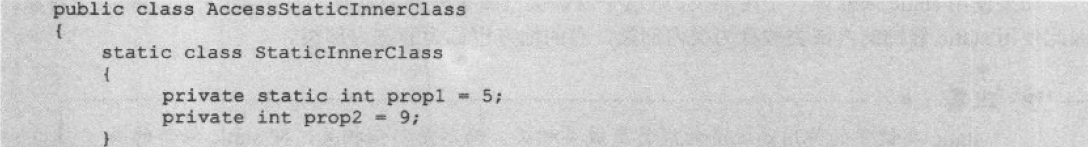 public class AccessStaticInnerClass
{
static class StaticInnerClass
{
private static int prop1 = 5;
private int prop2 = 9;
}